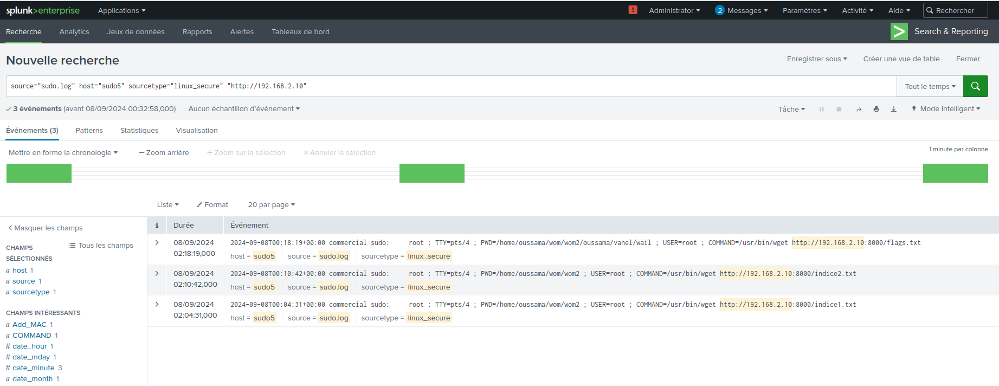 splunk>enterprise Applications Administrator 2 Messages Paramètres Activité Aide Rechercher
Recherche Analytics Jeux de données Rapports Alertes Tableaux de bord > Search & Reporting
Nouvelle recherche Enregistrer sous Créer une vue de table Fermer
source="sudo.log" host="sudo5" sourcetype="linux_secure" "http://192.168.2.10" Tout le temps
3 événements (avant 08/09/2024 00:32:58,000) Aucun échantillon d'événement Tâche Mode Intelligent
Événements (3) Patterns Statistiques Visualisation
Mettre en forme la chronologie — Zoom arrière + Zoom sur la sélection × Annuler la sélection 1 minute par colonne
Liste Format 20 par page
< Masquer les champs
Tous les champs
CHAMPS SÉLECTIONNÉS
a host 1
a source 1
a sourcetype 1
CHAMPS INTÉRESSANTS
a Add_MAC 1
a COMMAND 1
# date_hour 1
# date_mday 1
# date_minute 3
a date_month 1
i Durée Événement
> 08/09/2024 02:18:19,000 2024-09-08T00:18:19+00:00 commercial sudo: root : TTY=pts/4 ; PWD=/home/oussama/wom/wom2/oussama/vanel/wail ; USER=root ; COMMAND=/usr/bin/wget http://192.168.2.10:8000/flags.txt
host = sudo5 source = sudo.log sourcetype = linux_secure
> 08/09/2024 02:10:42,000 2024-09-08T00:10:42+00:00 commercial sudo: root : TTY=pts/4 ; PWD=/home/oussama/wom/wom2 ; USER=root ; COMMAND=/usr/bin/wget http://192.168.2.10:8000/indice2.txt
host = sudo5 source = sudo.log sourcetype = linux_secure
> 08/09/2024 02:04:31,000 2024-09-08T00:04:31+00:00 commercial sudo: root : TTY=pts/4 ; PWD=/home/oussama/wom/wom2 ; USER=root ; COMMAND=/usr/bin/wget http://192.168.2.10:8000/indice1.txt
host = sudo5 source = sudo.log sourcetype = linux_secure